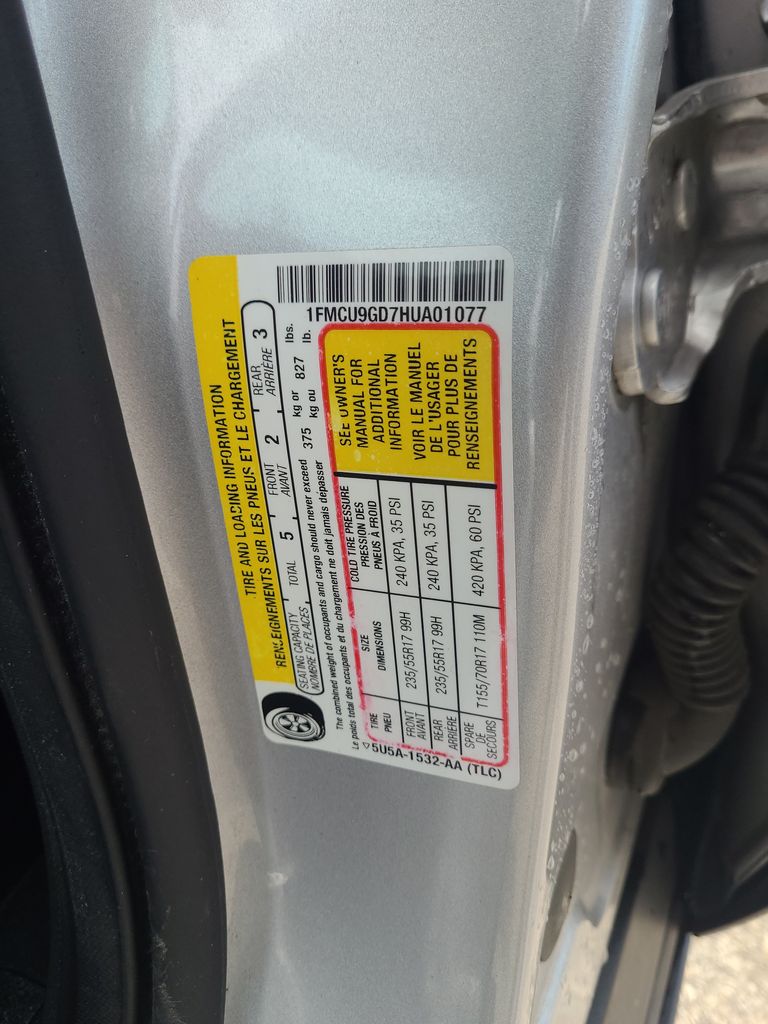 TIRE AND LOADING INFORMATION
RENSEIGNEMENTS SUR LES PNEUS ET LE CHARGEMENT
SEATING CAPACITY
NOMBRE DE PLACES
TOTAL 5
FRONT
AVANT
2
REAR
ARRIÈRE
3
The combined weight of occupants and cargo should never exceed 375 kg or 827 lbs.
Le poids total des occupants et du chargement ne doit jamais dépasser kg ou lb.
1FMCU9GD7HUA01077
TIRE
PNEU
SIZE
DIMENSIONS
COLD TIRE PRESSURE
PRESSION DES
PNEUS À FROID
FRONT
AVANT
235/55R17 99H
240 KPA, 35 PSI
REAR
ARRIÈRE
235/55R17 99H
240 KPA, 35 PSI
SPARE
DE
SECOURS
T155/70R17 110M
420 KPA, 60 PSI
SEE OWNER'S
MANUAL FOR
ADDITIONAL
INFORMATION
VOIR LE MANUEL
DE L'USAGER
POUR PLUS DE
RENSEIGNEMENTS
5U5A-1532-AA (TLC)